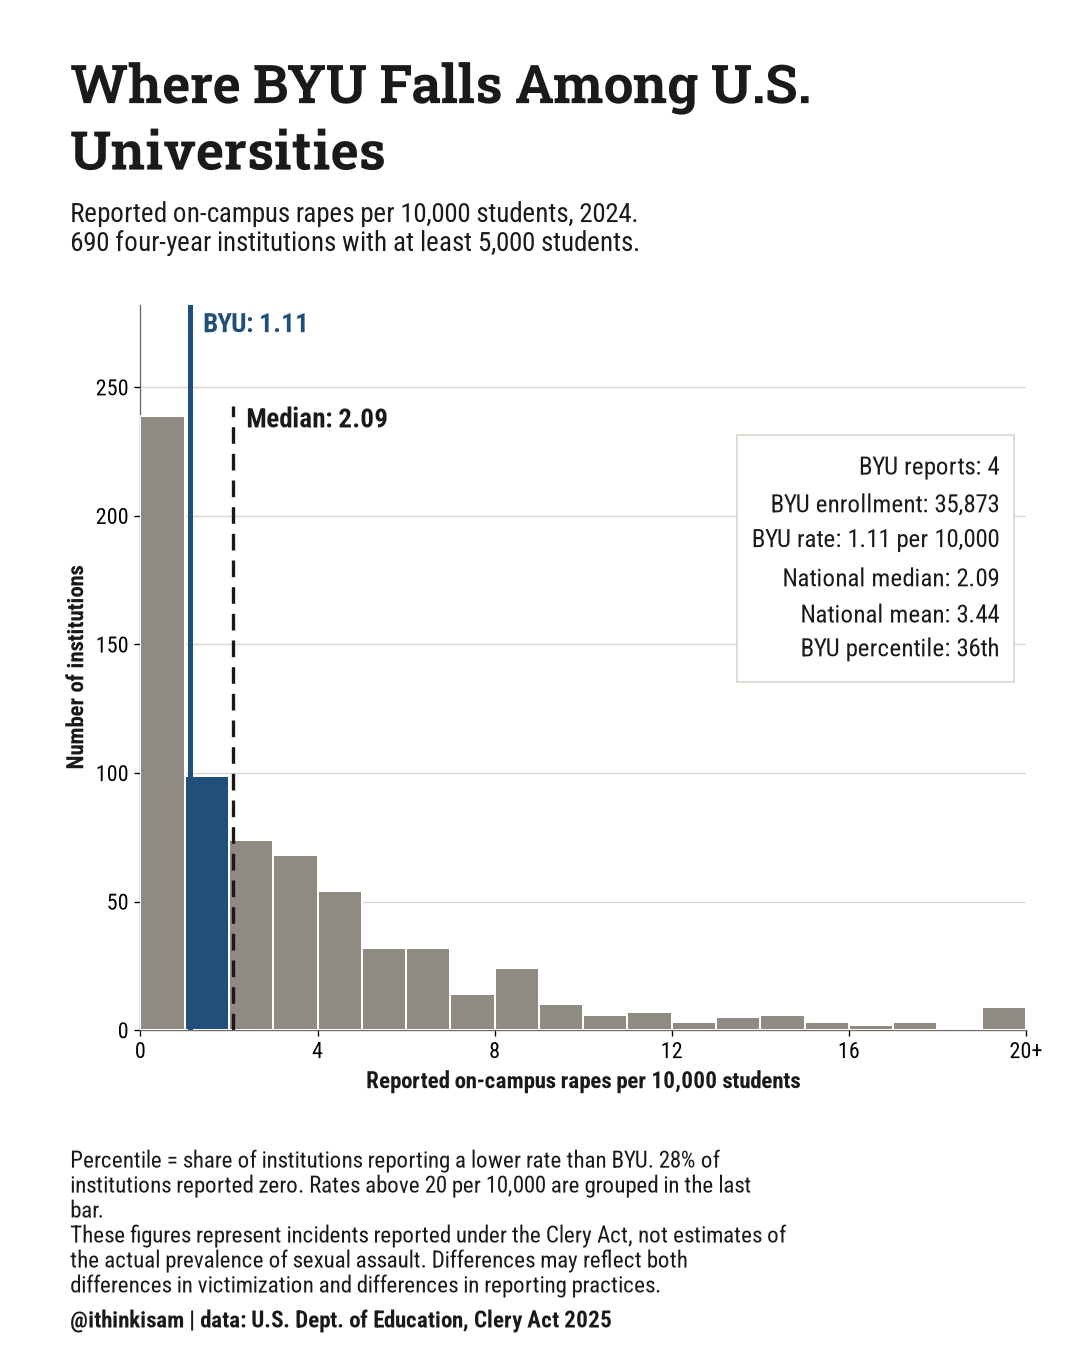 Where BYU Falls Among U.S.
Universities
Reported on-campus rapes per 10,000 students, 2024.
690 four-year institutions with at least 5,000 students.
BYU: 1.11
250
Median: 2.09
BYU reports: 4
BYU enrollment: 35,873
200
BYU rate: 1.11 per 10,000
National median: 2.09
National mean: 3.44
150
BYU percentile: 36th
Number of institutions
100
50
0
0 4 8 12 16 20+
Reported on-campus rapes per 10,000 students
Percentile = share of institutions reporting a lower rate than BYU. 28% of
institutions reported zero. Rates above 20 per 10,000 are grouped in the last
bar.
These figures represent incidents reported under the Clery Act, not estimates of
the actual prevalence of sexual assault. Differences may reflect both
differences in victimization and differences in reporting practices.
@ithinkisam | data: U.S. Dept. of Education, Clery Act 2025